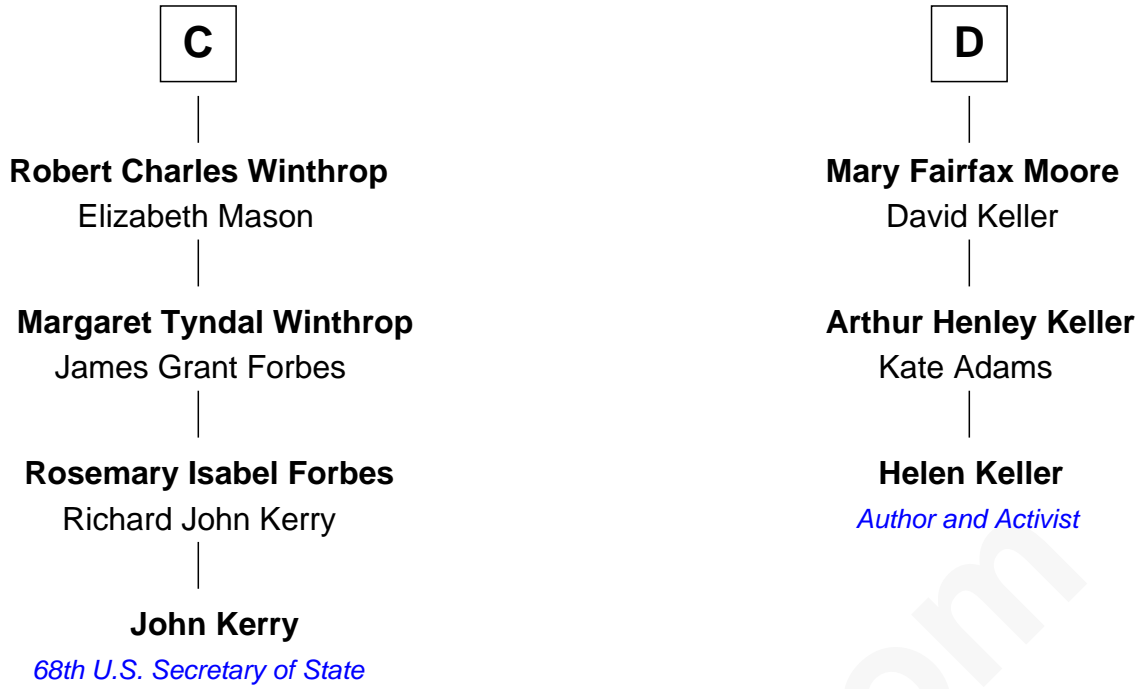 C
Robert Charles Winthrop
Elizabeth Mason
Margaret Tyndal Winthrop
James Grant Forbes
Rosemary Isabel Forbes
Richard John Kerry
John Kerry
68th U.S. Secretary of State
D
Mary Fairfax Moore
David Keller
Arthur Henley Keller
Kate Adams
Helen Keller
Author and Activist
om